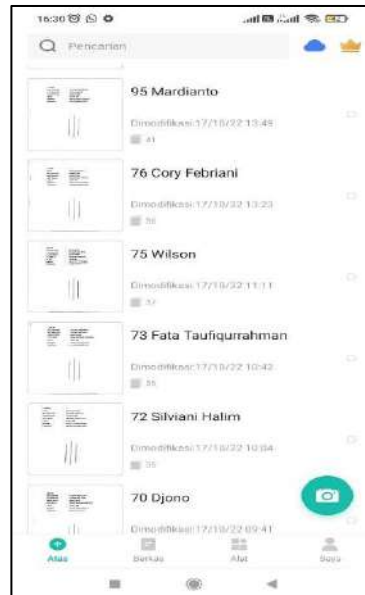 16:30
Pencarian
95 Mardianto
Dimodifikasi:17/10/22 13:49
41
76 Cory Febriani
Dimodifikasi:17/10/22 13:23
75 Wilson
Dimodifikasi:17/10/22 11:11
37
73 Fata Taufiqurrahman
Dimodifikasi:17/10/22 10:42
72 Silviani Halim
Dimodifikasi:17/10/22 10:04
70 Djono
Dimodifikasi:17/10/22 09:41
Atas
Berkas
Alat
Saya